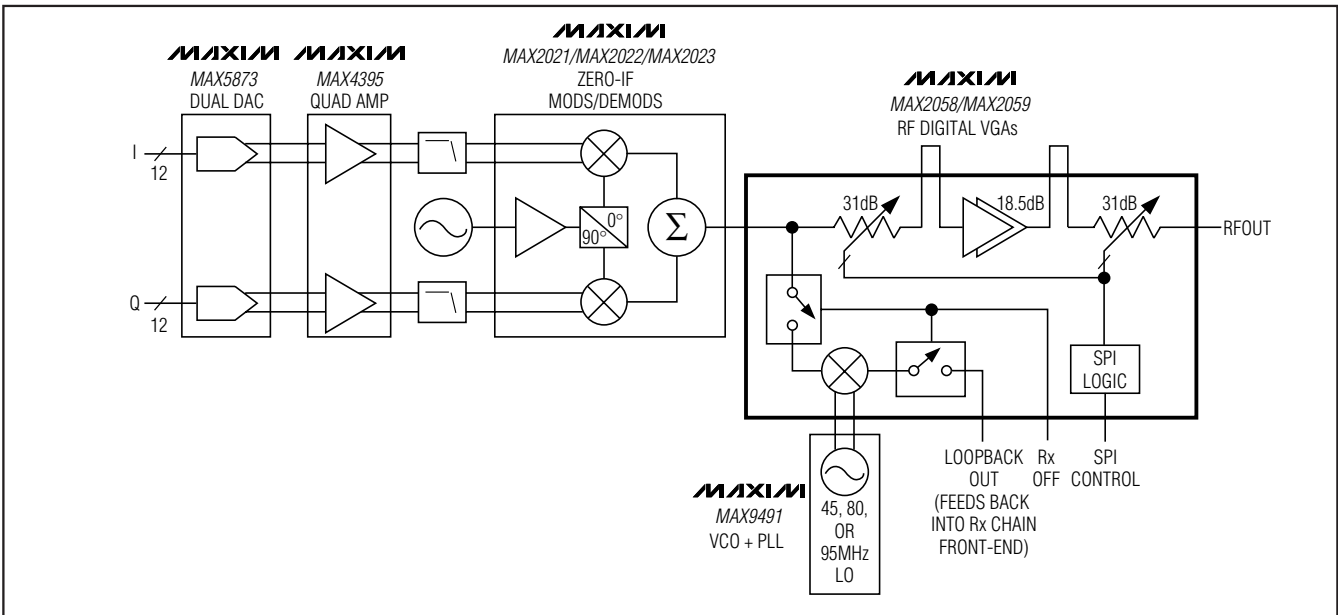 MAXIM
MAX5873
DUAL DAC
MAXIM
MAX4395
QUAD AMP
MAXIM
MAX2021/MAX2022/MAX2023
ZERO-IF
MODS/DEMODS
MAXIM
MAX2058/MAX2059
RF DIGITAL VGAs
I
12
0°
90°
Σ
Q
12
31dB
18.5dB
31dB
RFOUT
SPI
LOGIC
LOOPBACK
OUT
(FEEDS BACK
INTO Rx CHAIN
FRONT-END)
Rx
OFF
SPI
CONTROL
MAXIM
MAX9491
VCO + PLL
45, 80,
OR
95MHz
LO